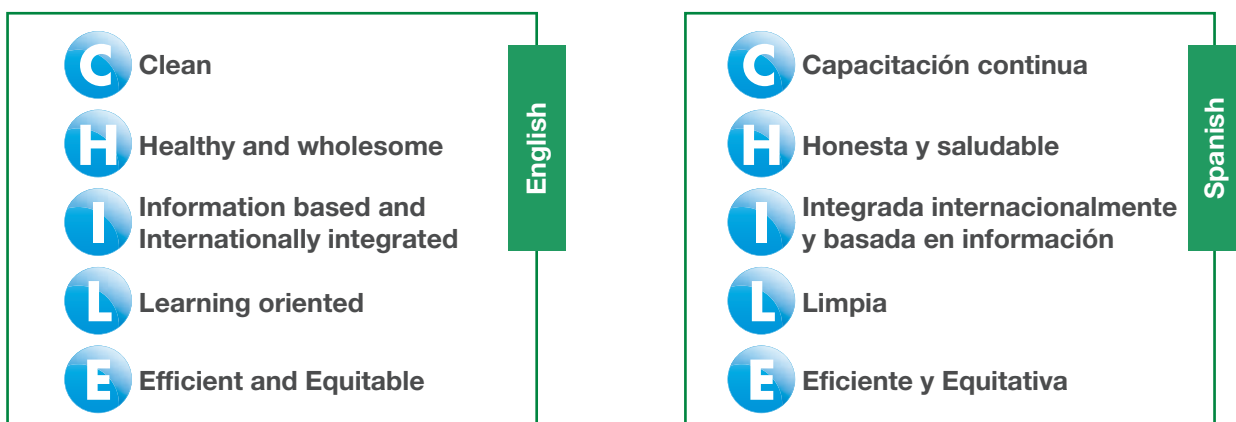 C Clean
H Healthy and wholesome
I Information based and
Internationally integrated
L Learning oriented
E Efficient and Equitable
English
C Capacitación continua
H Honesta y saludable
I Integrada internacionalmente
y basada en información
L Limpia
E Eficiente y Equitativa
Spanish